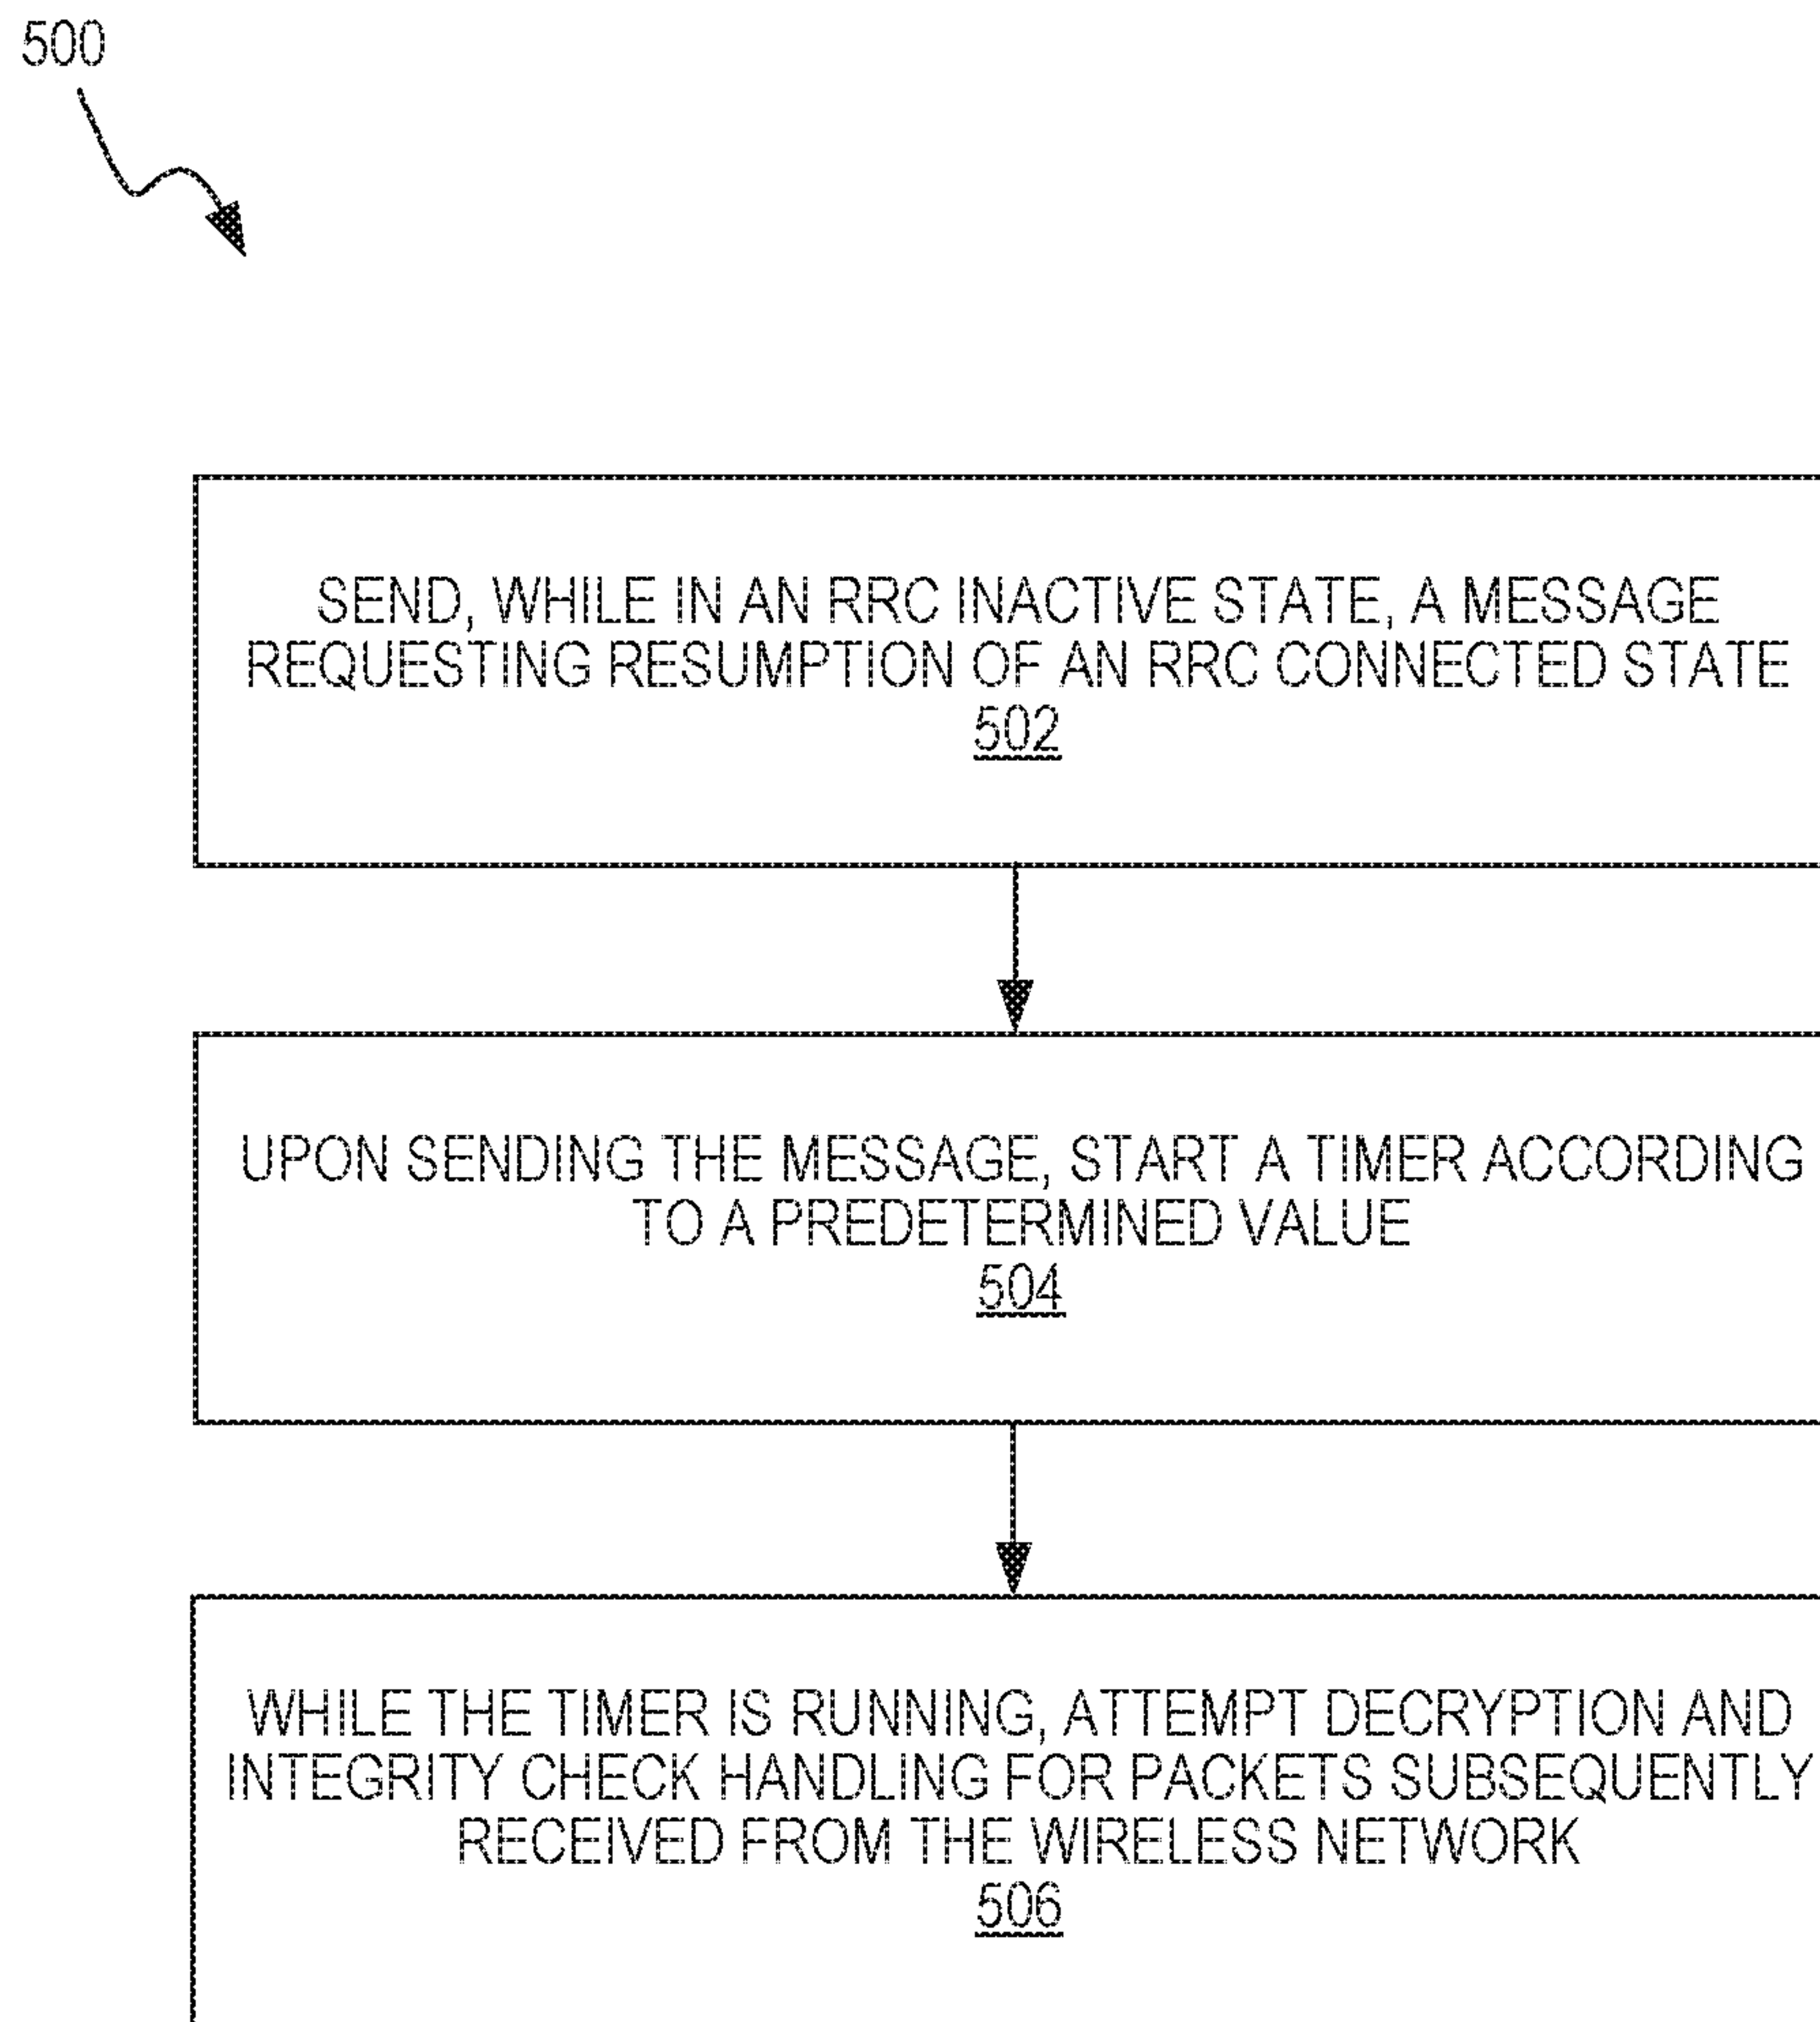 500
SEND, WHILE IN AN RRC INACTIVE STATE, A MESSAGE
REQUESTING RESUMPTION OF AN RRC CONNECTED STATE
502
UPON SENDING THE MESSAGE, START A TIMER ACCORDING
TO A PREDETERMINED VALUE
504
WHILE THE TIMER IS RUNNING, ATTEMPT DECRYPTION AND
INTEGRITY CHECK HANDLING FOR PACKETS SUBSEQUENTLY
RECEIVED FROM THE WIRELESS NETWORK
506